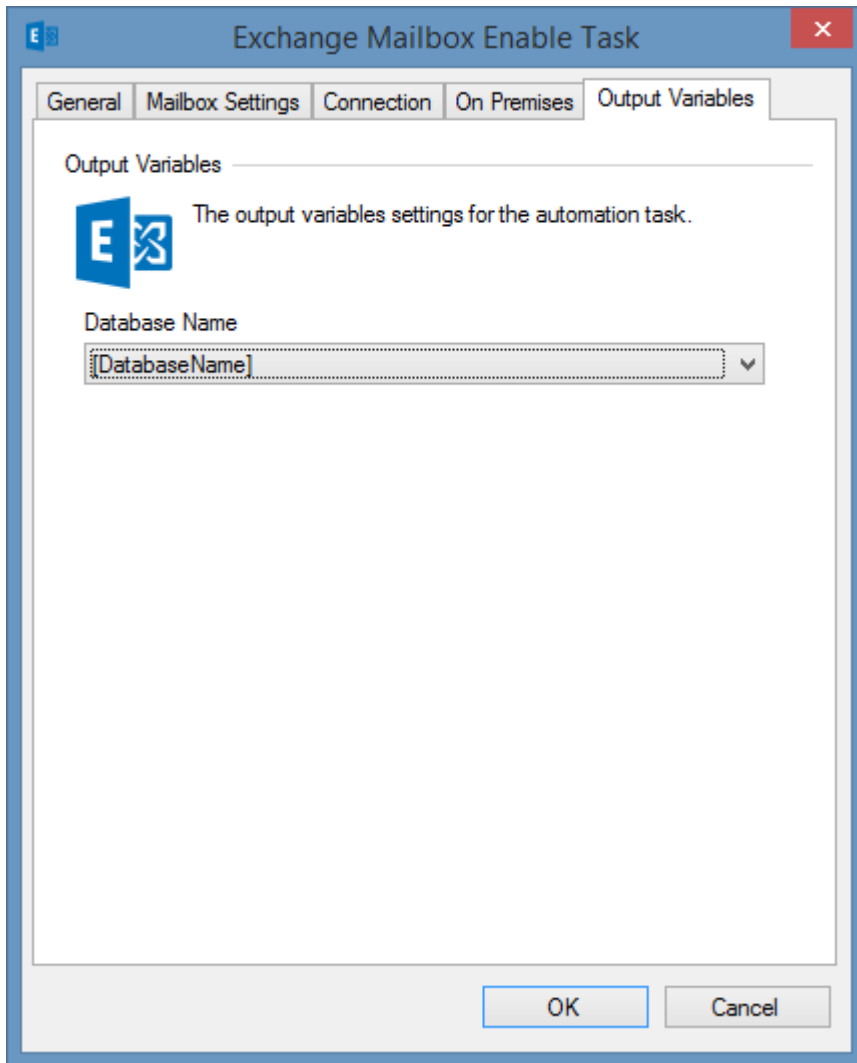 Exchange Mailbox Enable Task
General Mailbox Settings Connection On Premises Output Variables
Output Variables
E
The output variables settings for the automation task.
Database Name
[DatabaseName]
OK Cancel